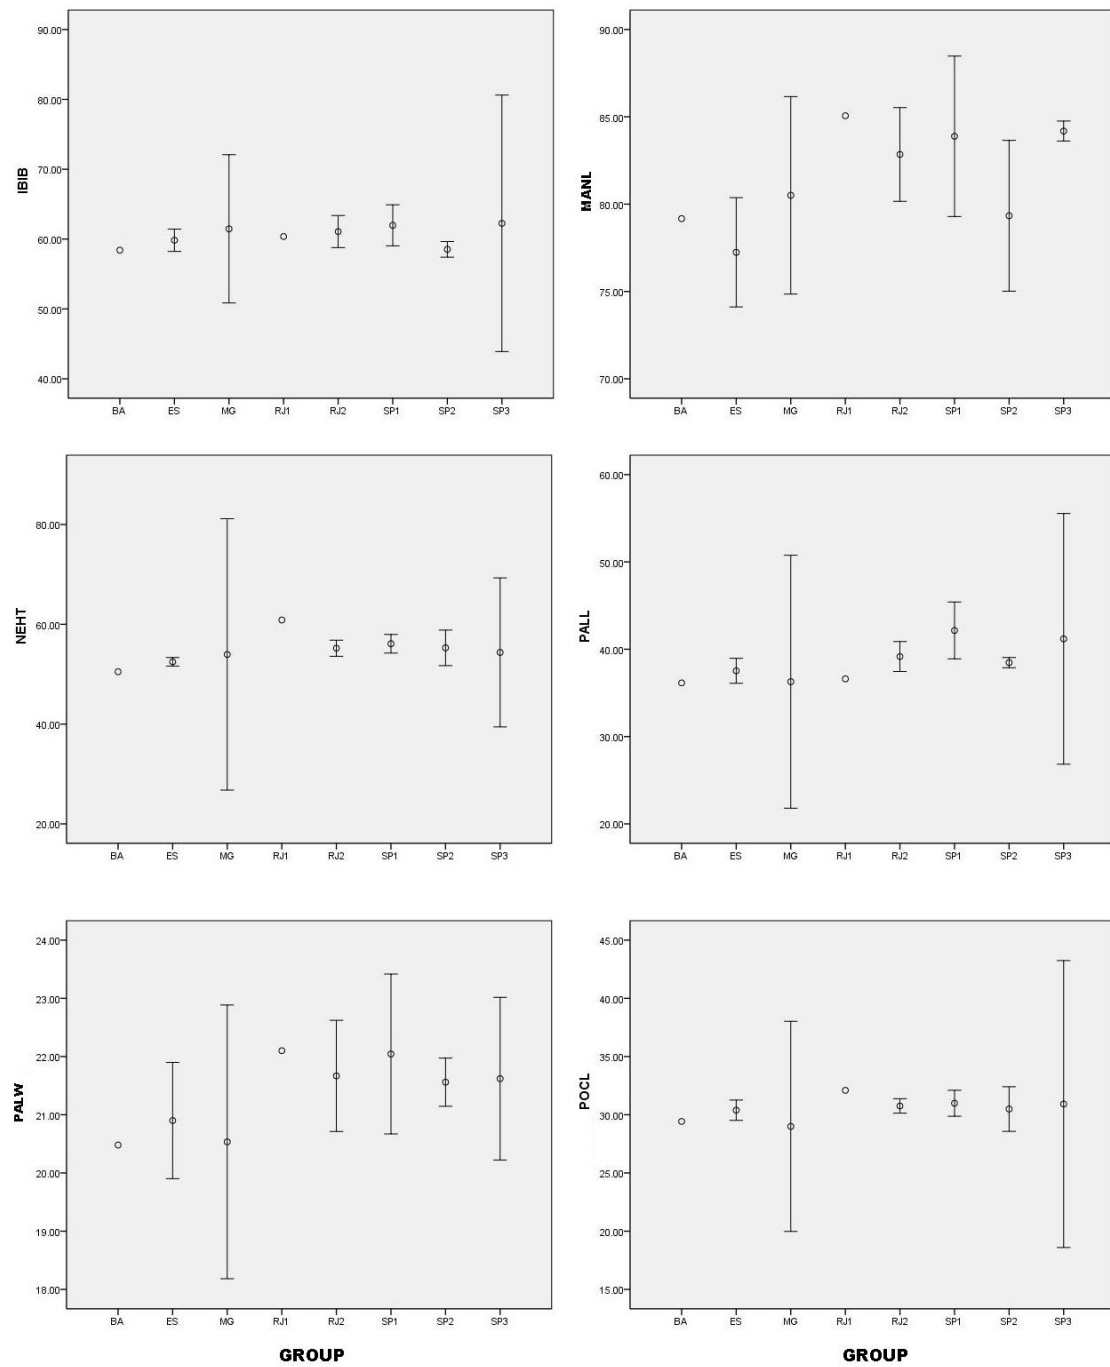 90.00
80.00
70.00
60.00
50.00
40.00
IBIB
BA ES MG RJ1 RJ2 SP1 SP2 SP3
90.00
85.00
80.00
75.00
70.00
MANL
BA ES MG RJ1 RJ2 SP1 SP2 SP3
80.00
60.00
40.00
20.00
NEHT
BA ES MG RJ1 RJ2 SP1 SP2 SP3
60.00
50.00
40.00
30.00
20.00
PALL
BA ES MG RJ1 RJ2 SP1 SP2 SP3
24.00
23.00
22.00
21.00
20.00
19.00
18.00
PALW
BA ES MG RJ1 RJ2 SP1 SP2 SP3
GROUP
45.00
40.00
35.00
30.00
25.00
20.00
15.00
POCL
BA ES MG RJ1 RJ2 SP1 SP2 SP3
GROUP